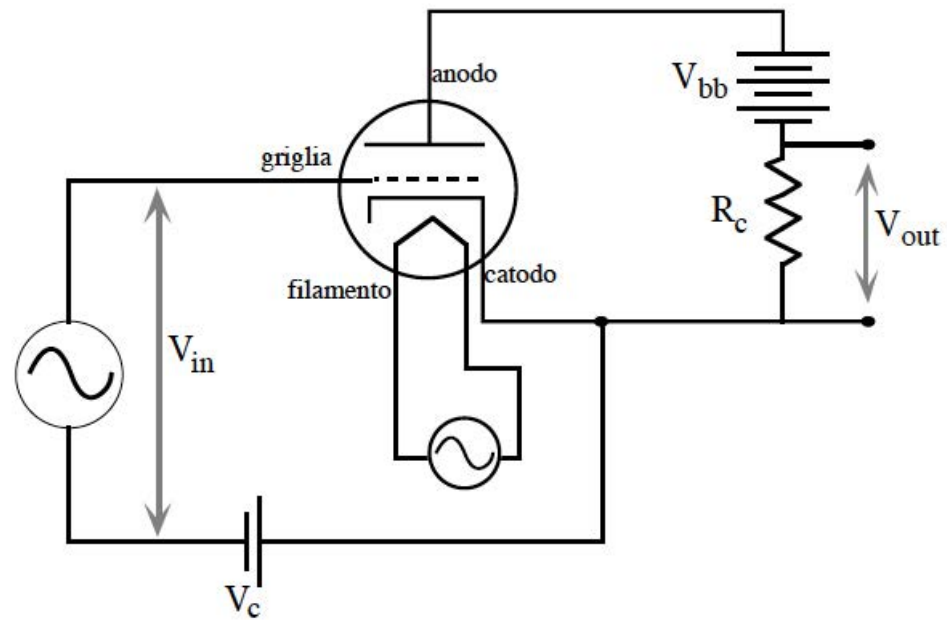 anodo
V_bb
griglia
R_c
V_out
catodo
filamento
V_in
V_c